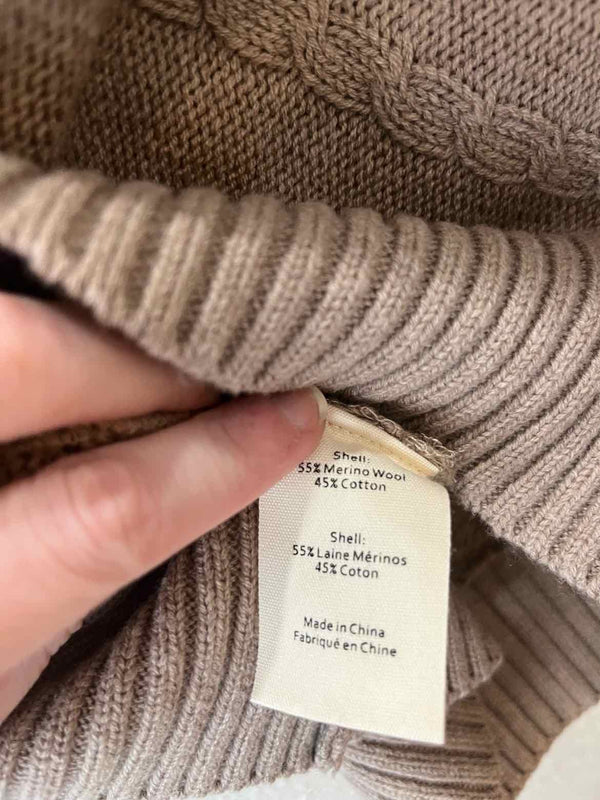 Shell:
55% Merino Wool
45% Cotton
Shell:
55% Laine Mérinos
45% Coton
Made in China
Fabriqué en Chine